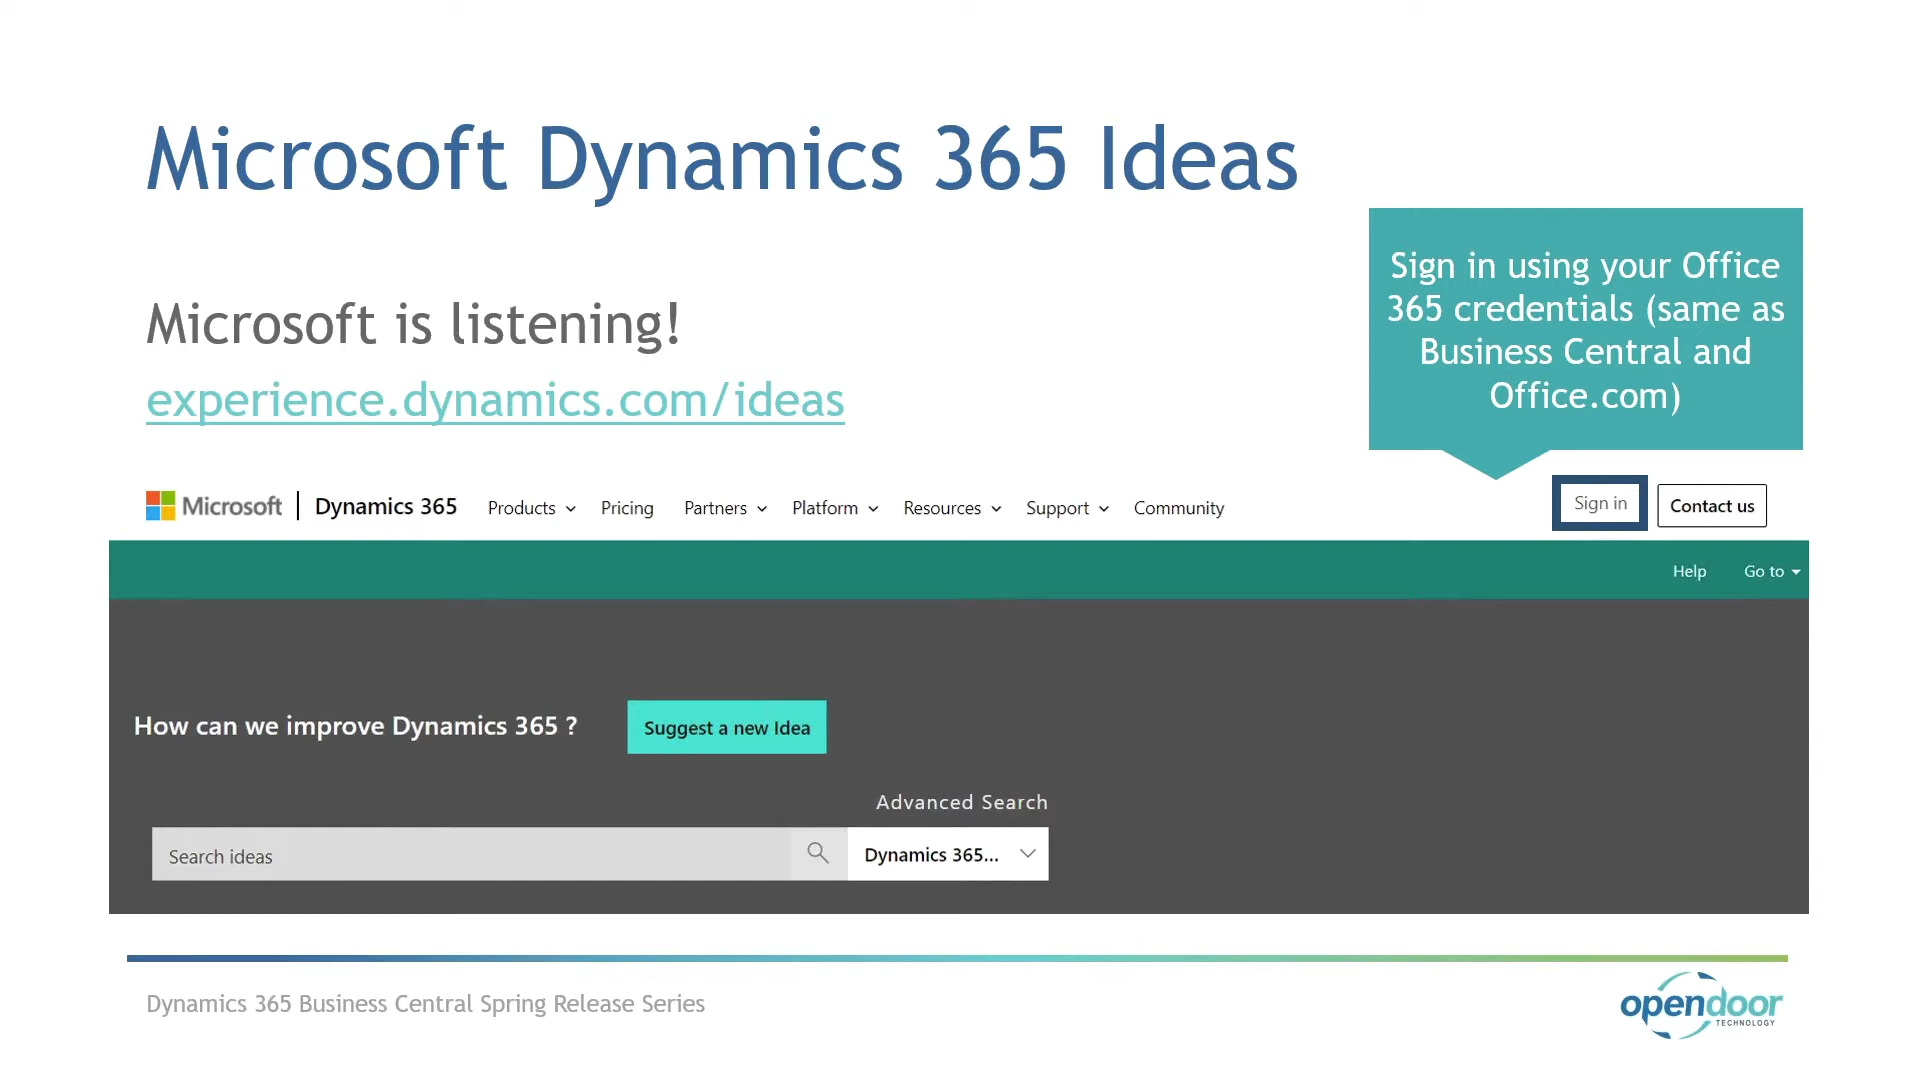 Microsoft Dynamics 365 Ideas
Microsoft is listening!
experience.dynamics.com/ideas
Sign in using your Office
365 credentials (same as
Business Central and
Office.com)
Microsoft Dynamics 365 Products Pricing Partners Platform Resources Support Community Sign in Contact us
Help Go to
How can we improve Dynamics 365 ? Suggest a new Idea
Advanced Search
Search ideas Dynamics 365...
Dynamics 365 Business Central Spring Release Series
opendoor
TECHNOLOGY